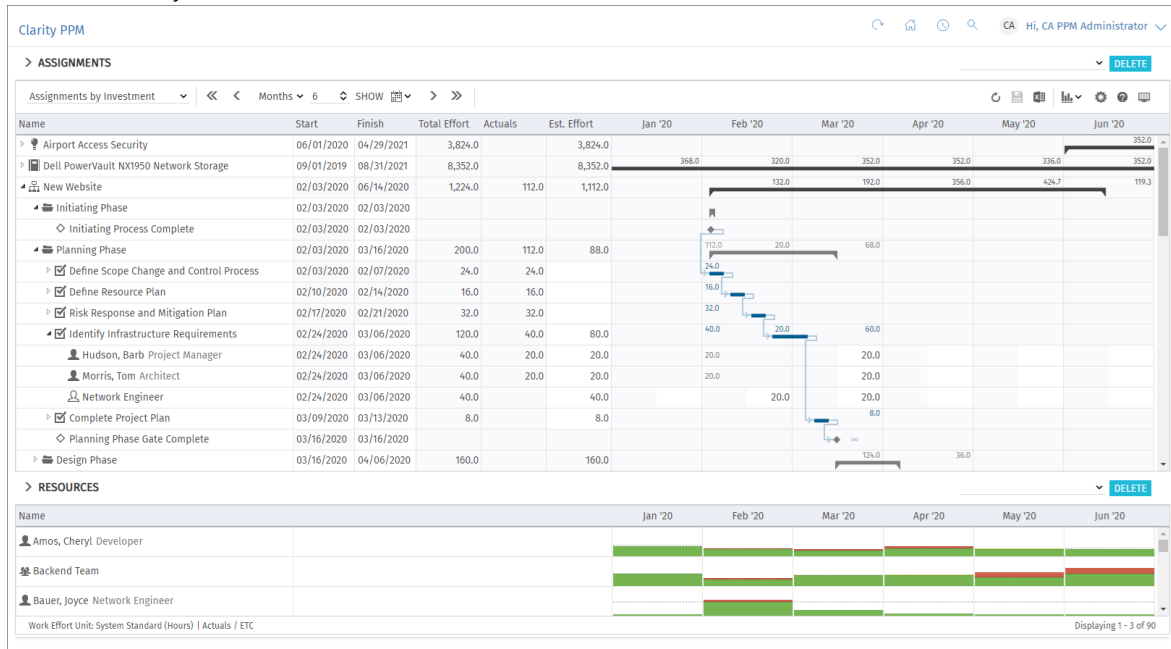 Clarity PPM CA Hi, CA PPM Administrator
ASSIGNMENTS DELETE
Assignments by Investment Months 6 SHOW
Name Start Finish Total Effort Actuals Est. Effort Jan '20 Feb '20 Mar '20 Apr '20 May '20 Jun '20
Airport Access Security 06/01/2020 04/29/2021 3,824.0 3,824.0 352.0
Dell PowerVault NX1950 Network Storage 09/01/2019 08/31/2021 8,352.0 8,352.0 368.0 320.0 352.0 352.0 336.0 352.0
New Website 02/03/2020 06/14/2020 1,224.0 112.0 1,112.0 132.0 192.0 356.0 424.7 119.3
Initiating Phase 02/03/2020 02/03/2020
Initiating Process Complete 02/03/2020 02/03/2020
Planning Phase 02/03/2020 03/16/2020 200.0 112.0 88.0 112.0 20.0 68.0
Define Scope Change and Control Process 02/03/2020 02/07/2020 24.0 24.0 24.0
Define Resource Plan 02/10/2020 02/14/2020 16.0 16.0 16.0
Risk Response and Mitigation Plan 02/17/2020 02/21/2020 32.0 32.0 32.0
Identify Infrastructure Requirements 02/24/2020 03/06/2020 120.0 40.0 80.0 40.0 20.0 60.0
Hudson, Barb Project Manager 02/24/2020 03/06/2020 40.0 20.0 20.0 20.0 20.0
Morris, Tom Architect 02/24/2020 03/06/2020 40.0 20.0 20.0 20.0 20.0
Network Engineer 02/24/2020 03/06/2020 40.0 40.0 20.0 20.0
Complete Project Plan 03/09/2020 03/13/2020 8.0 8.0 8.0
Planning Phase Gate Complete 03/16/2020 03/16/2020
Design Phase 03/16/2020 04/06/2020 160.0 160.0 124.0 36.0
RESOURCES DELETE
Name Jan '20 Feb '20 Mar '20 Apr '20 May '20 Jun '20
Amos, Cheryl Developer
Backend Team
Bauer, Joyce Network Engineer
Work Effort Unit: System Standard (Hours) | Actuals / ETC Displaying 1 - 3 of 90